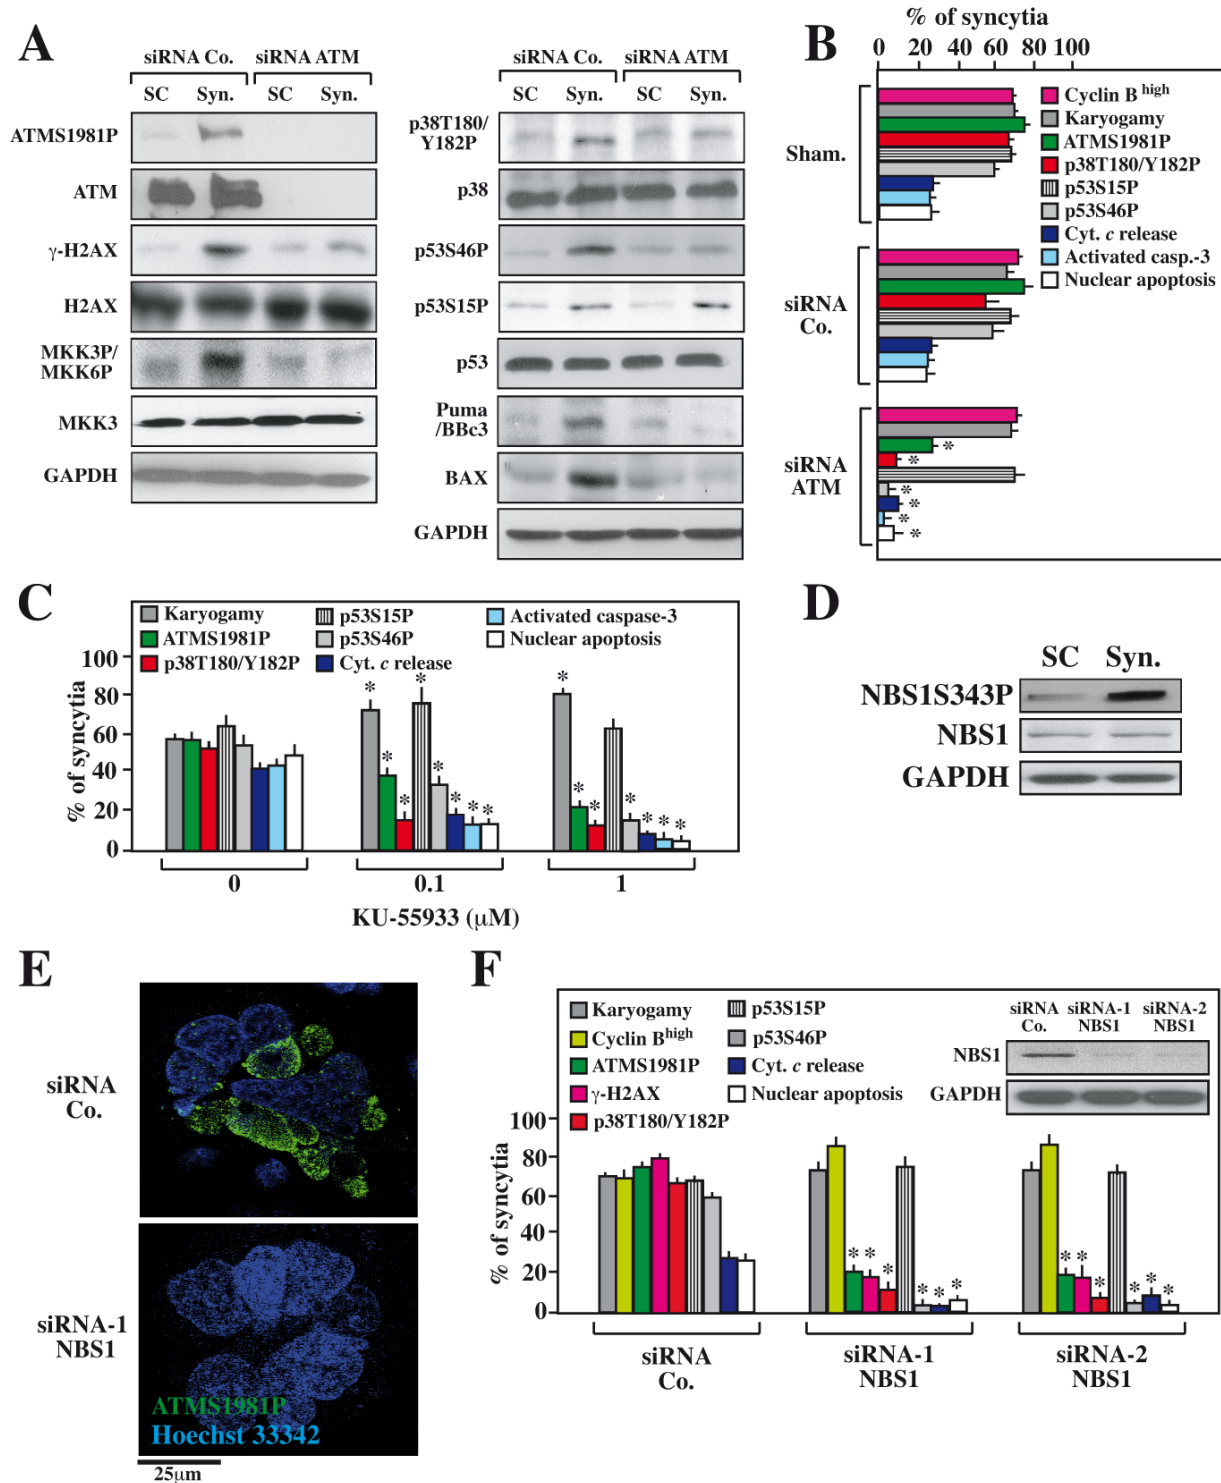 A
siRNA Co. siRNA ATM
SC Syn. SC Syn.
ATMS1981P
ATM
γ-H2AX
H2AX
MKK3P/
MKK6P
MKK3
GAPDH
siRNA Co. siRNA ATM
SC Syn. SC Syn.
p38T180/
Y182P
p38
p53S46P
p53S15P
p53
Puma
/BBc3
BAX
GAPDH
B
% of syncytia
0 20 40 60 80 100
Sham.
siRNA
Co.
siRNA
ATM
* * * * * *
Cyclin B high
Karyogamy
ATMS1981P
p38T180/Y182P
p53S15P
p53S46P
Cyt. c release
Activated casp.-3
Nuclear apoptosis
C
Karyogamy
ATMS1981P
p38T180/Y182P
p53S15P
p53S46P
Cyt. c release
Activated caspase-3
Nuclear apoptosis
% of syncytia
100
80
60
40
20
0
* * * * * * * *
* * * * * * *
0 0.1 1
KU-55933 (μM)
D
SC Syn.
NBS1S343P
NBS1
GAPDH
E
siRNA
Co.
siRNA-1
NBS1
ATMS1981P
Hoechst 33342
25μm
F
Karyogamy
Cyclin Bhigh
ATMS1981P
γ-H2AX
p38T180/Y182P
p53S15P
p53S46P
Cyt. c release
Nuclear apoptosis
siRNA
Co.
siRNA-1
NBS1
siRNA-2
NBS1
NBS1
GAPDH
% of syncytia
100
80
60
40
20
0
* * * * * *
* * * * * *
siRNA
Co.
siRNA-1
NBS1
siRNA-2
NBS1